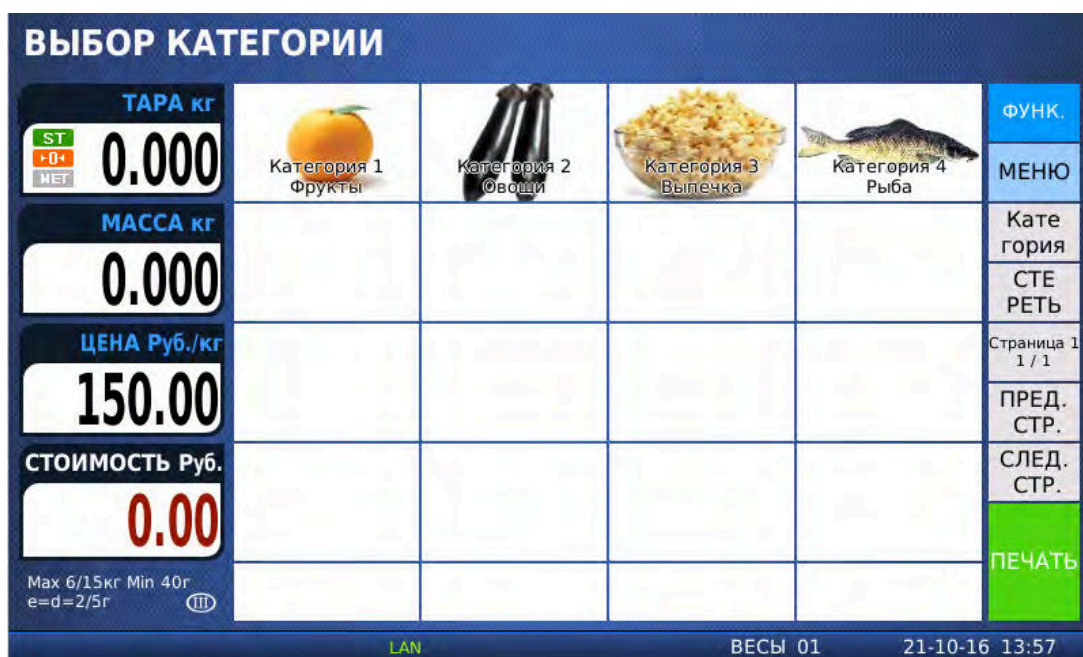 ВЫБОР КАТЕГОРИИ
ТАРА кг
ST
▸0◂
NET
0.000
МАССА кг
0.000
ЦЕНА Руб./кг
150.00
СТОИМОСТЬ Руб.
0.00
Max 6/15кг Min 40г
e=d=2/5г
III
Категория 1
Фрукты
Категория 2
Овощи
Категория 3
Выпечка
Категория 4
Рыба
ФУНК.
МЕНЮ
Кате
гория
СТЕ
РЕТЬ
Страница 1
1 / 1
ПРЕД.
СТР.
СЛЕД.
СТР.
ПЕЧАТЬ
LAN
ВЕСЫ 01
21-10-16 13:57